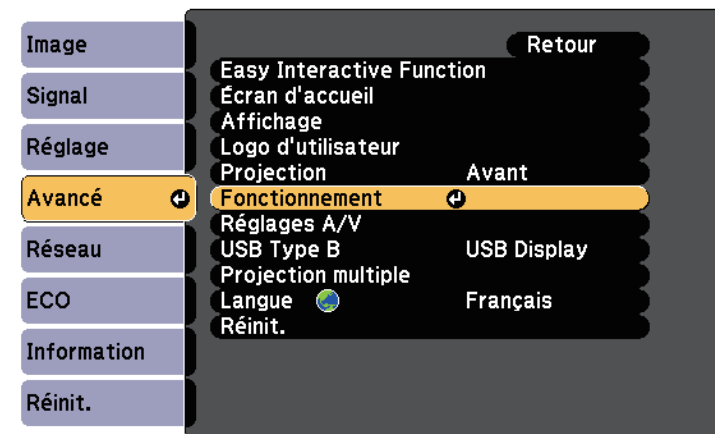 Image
Signal
Réglage
Avancé
Réseau
ECO
Information
Réinit.
Retour
Easy Interactive Function
Écran d'accueil
Affichage
Logo d'utilisateur
Projection Avant
Fonctionnement
Réglages A/V
USB Type B USB Display
Projection multiple
Langue Français
Réinit.